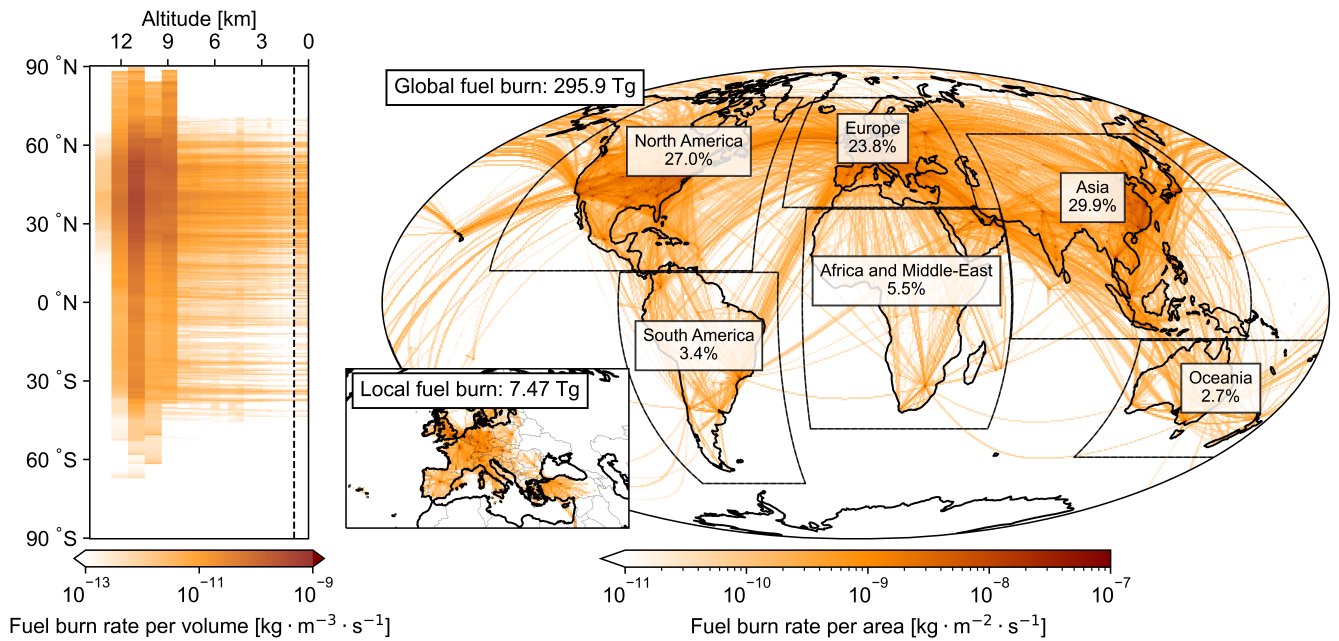 Altitude [km]
12 9 6 3 0
90 °N
60 °N
30 °N
0 °N
30 °S
60 °S
90 °S
10⁻¹³ 10⁻¹¹ 10⁻⁹
Fuel burn rate per volume [kg · m⁻³ · s⁻¹]
Global fuel burn: 295.9 Tg
North America
27.0%
Europe
23.8%
Asia
29.9%
Africa and Middle-East
5.5%
South America
3.4%
Oceania
2.7%
Local fuel burn: 7.47 Tg
10⁻¹¹ 10⁻¹⁰ 10⁻⁹ 10⁻⁸ 10⁻⁷
Fuel burn rate per area [kg · m⁻² · s⁻¹]